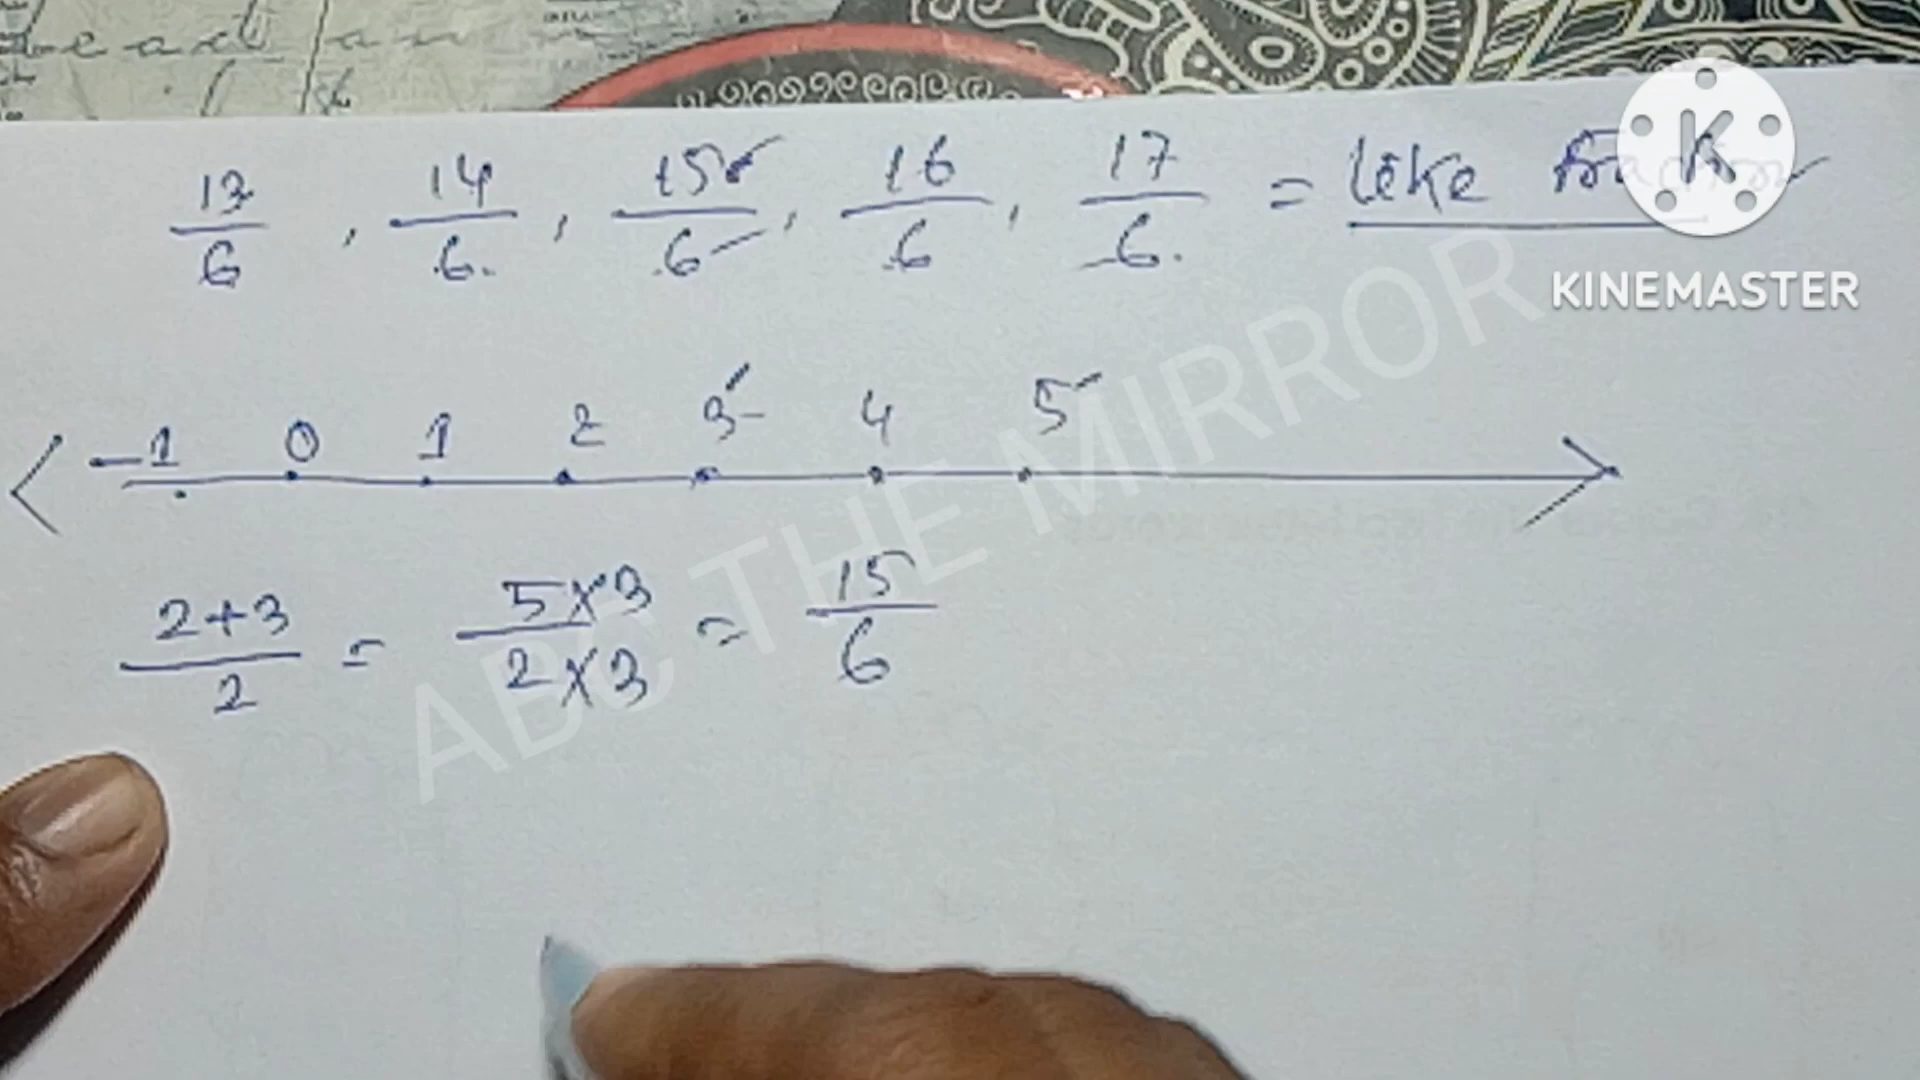 13/6 , 14/6 , 15/6 , 16/6 , 17/6 = like
KINEMASTER
-1 0 1 2 3 4 5
(2+3)/2 = (5×3)/(2×3) = 15/6
ABC THE MIRROR